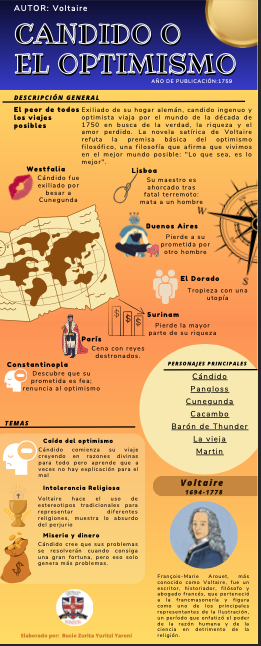 AUTOR: Voltaire
CANDIDO O
EL OPTIMISMO
AÑO DE PUBLICACIÓN:1759
DESCRIPCIÓN GENERAL
El peor de todos
los viajes
posibles
Exiliado de su hogar alemán, candido ingenuo y
optimista viaja por el mundo de la década de
1750 en busca de la verdad, la riqueza y el
amor perdido. La novela satírica de Voltaire
refuta la premisa básica del optimismo
filosófico, una filosofía que afirma que vivimos
en el mejor mundo posible: "Lo que sea, es lo
mejor".
Westfalia
Cándido fue
exiliado por
besar a
Cunegunda
Lisboa
Su maestro es
ahorcado tras
fatal terremoto;
mata a un hombre
W
Buenos Aires
Pierde a su
prometida por
otro hombre
S
El Dorado
Tropieza con una
utopía
Surinam
Pierde la mayor
parte de su riqueza
París
Cena con reyes
destronados.
Constantinopla
Descubre que su
prometida es fea;
renuncia al optimismo
PERSONAJES PRINCIPALES
Cándido
Pangloss
Cunegunda
Cacambo
Barón de Thunder
La vieja
Martin
TEMAS
Caída del optimismo
Cándido comienza su viaje
creyendo en razones divinas
para todo pero aprende que a
veces no hay explicación para el
mal
Intolerancia Religiosa
Voltaire hace el uso de
estereotipos tradicionales para
representar diferentes
religiones, muestra lo absurdo
del perjurio
Miseria y dinero
Cándido cree que sus problemas
se resolverán cuando consiga
una gran fortuna, pero eso solo
genera más problemas.
Voltaire
1694-1778
François-Marie Arouet, más
conocido como Voltaire, fue un
escritor, historiador, filósofo y
abogado francés, que perteneció
a la francmasonería y figura
como uno de los principales
representantes de la Ilustración,
un período que enfatizó el poder
de la razón humana y de la
ciencia en detrimento de la
religión.
Elaborado por: Rocio Zurita Yaritzi Yareni